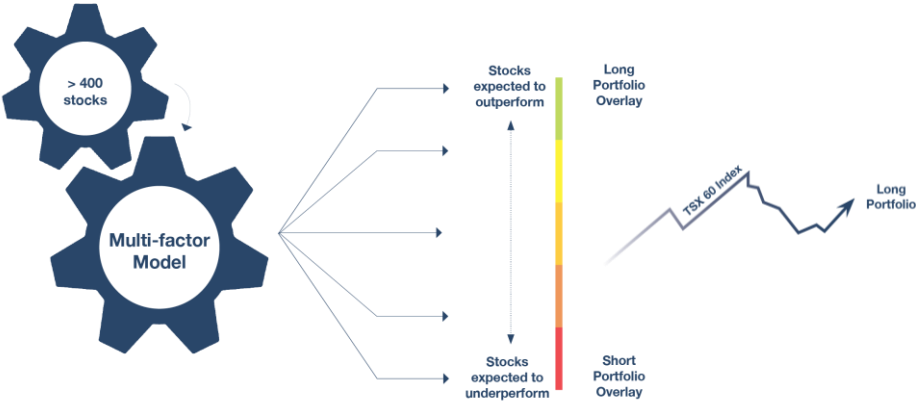 > 400
stocks
Multi-factor
Model
Stocks
expected to
outperform
Long
Portfolio
Overlay
Stocks
expected to
underperform
Short
Portfolio
Overlay
TSX 60 Index
Long
Portfolio